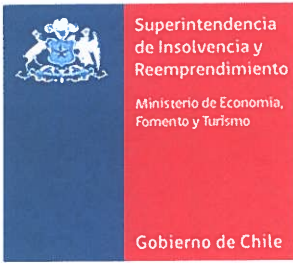 Superintendencia
de Insolvencia y
Reemprendimiento
Ministerio de Economía,
Fomento y Turismo
Gobierno de Chile